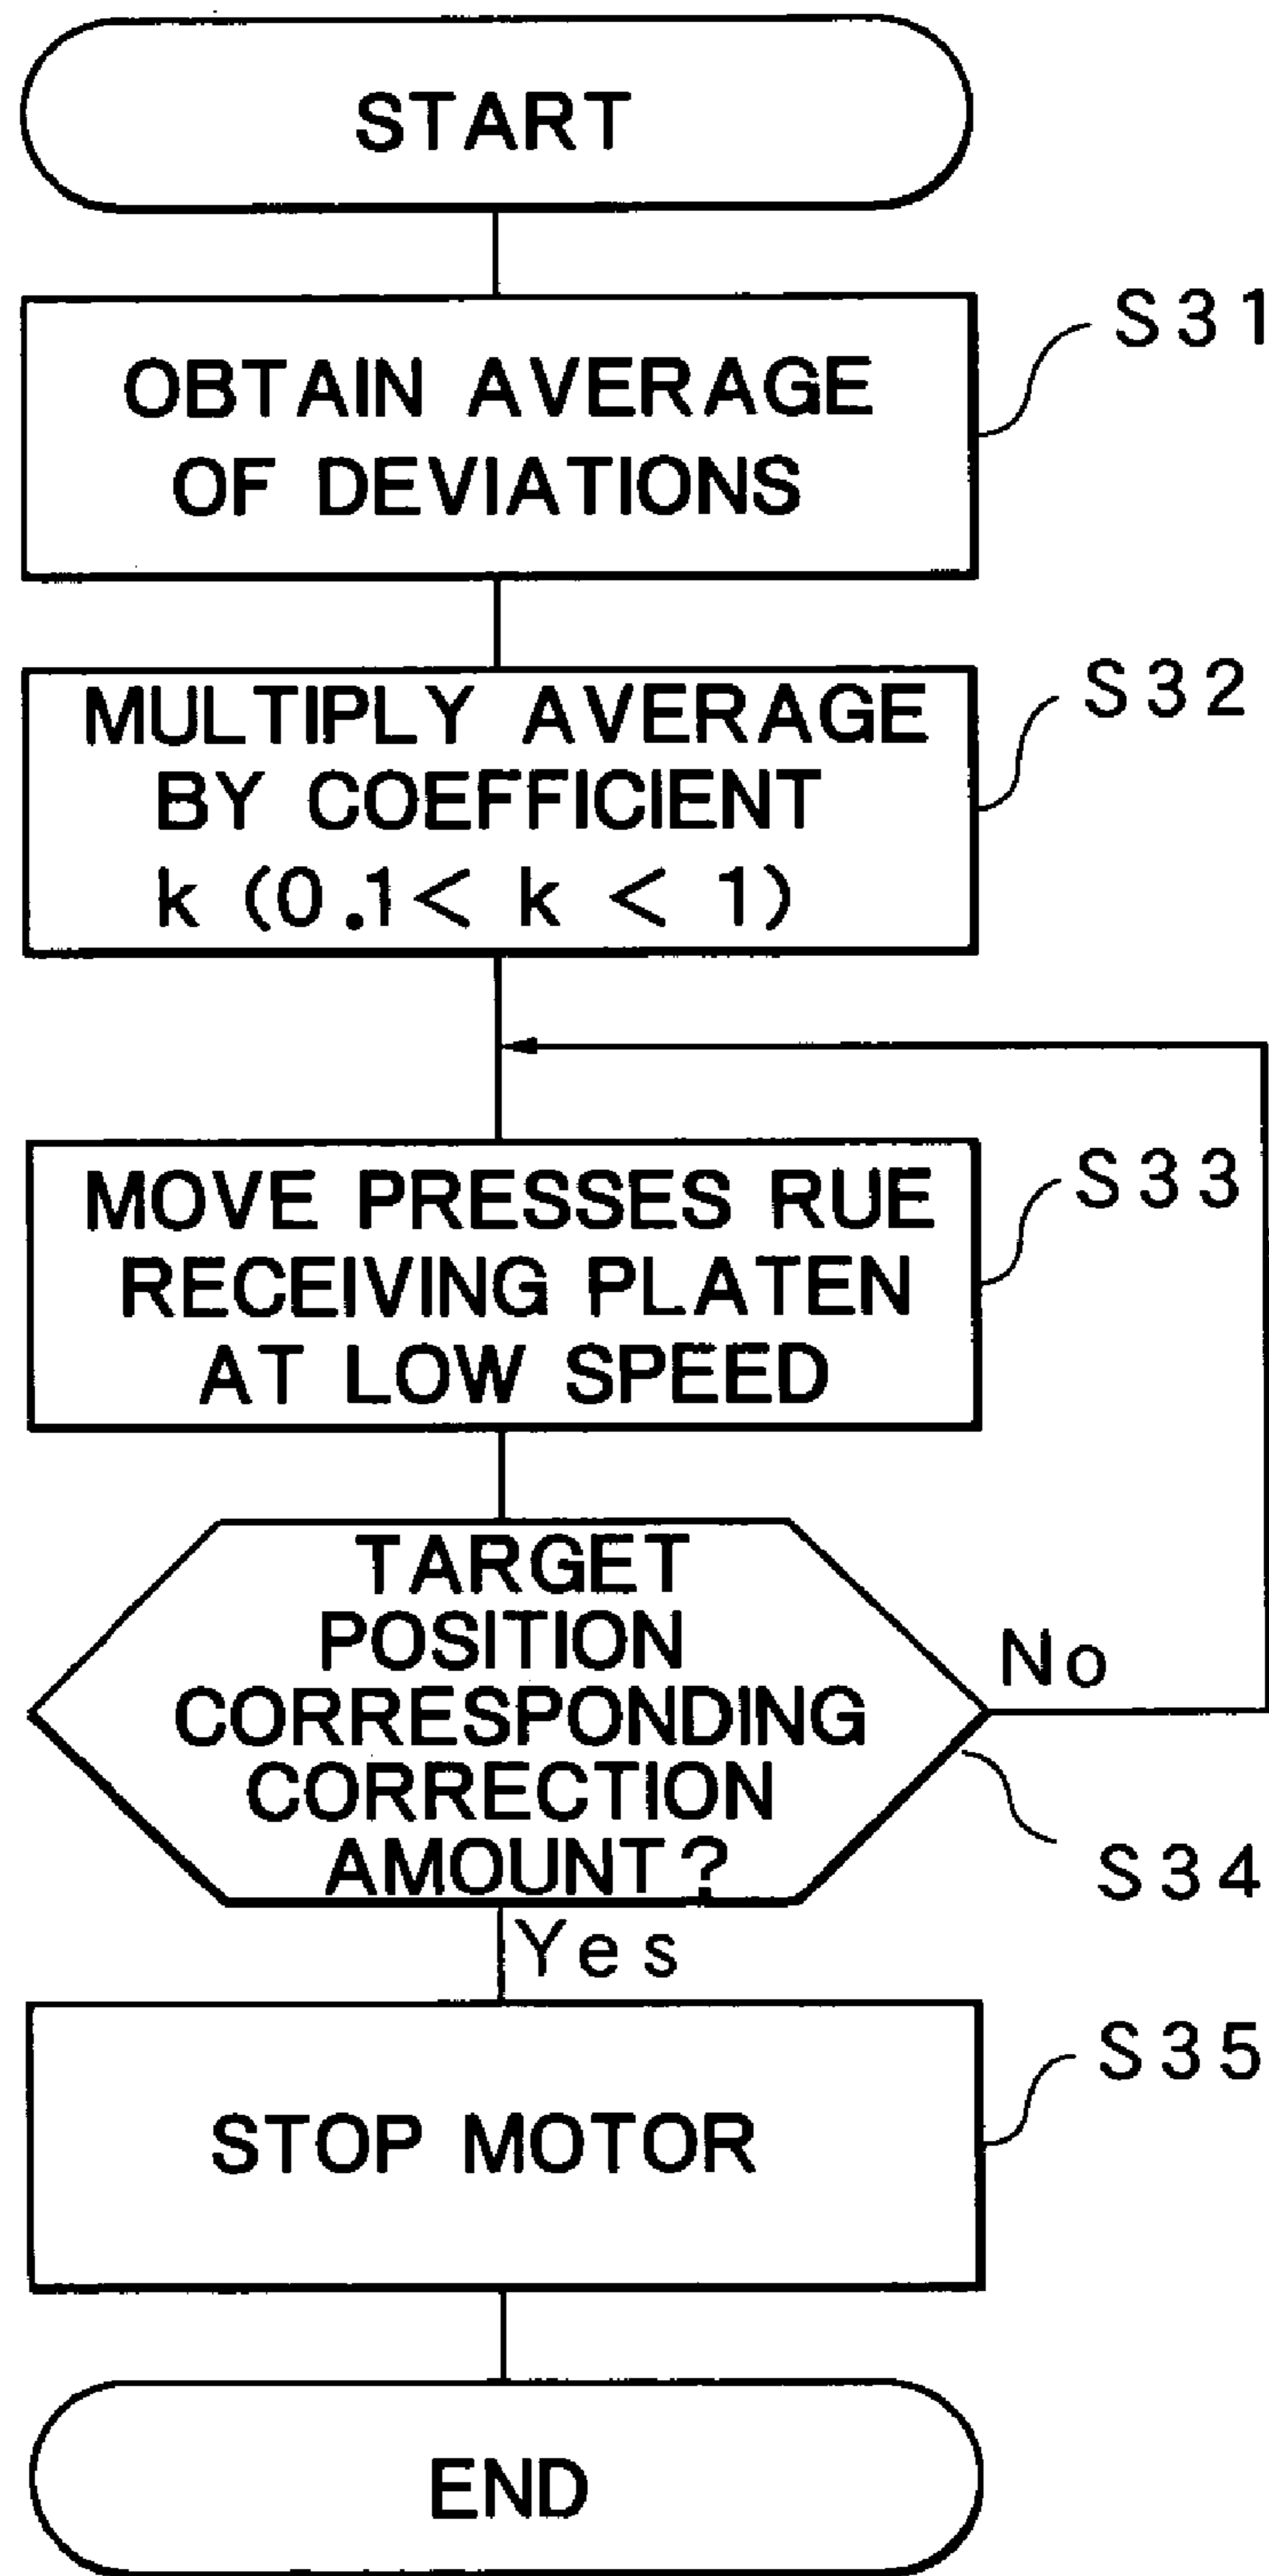 START
S31
OBTAIN AVERAGE
OF DEVIATIONS
S32
MULTIPLY AVERAGE
BY COEFFICIENT
k (0.1< k < 1)
S33
MOVE PRESSES RUE
RECEIVING PLATEN
AT LOW SPEED
TARGET
POSITION
CORRESPONDING
CORRECTION
AMOUNT?
No
S34
Yes
S35
STOP MOTOR
END